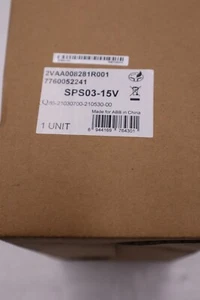 2VAA008281R001
7760052241
SPS03-15V
Made for ABB in China
1 UNIT